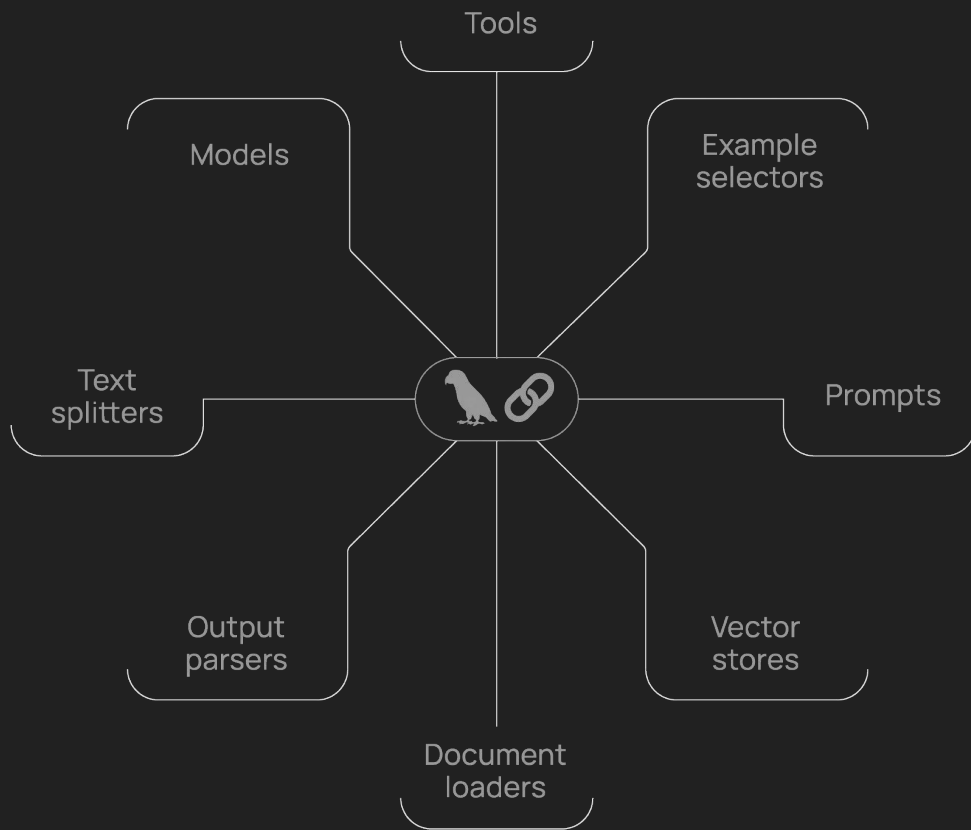 Tools
Models
Example
selectors
Text
splitters
Prompts
Output
parsers
Vector
stores
Document
loaders